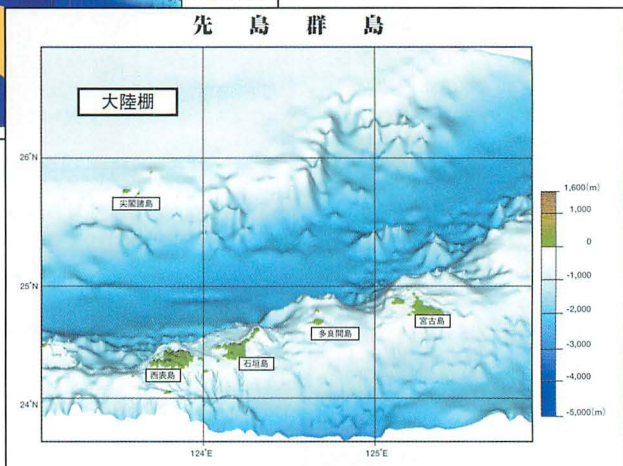 先島群島
大陸棚
26°N
尖閣諸島
25°N
宮古島
多良間島
石垣島
西表島
24°N
124°E
125°E
1,600(m)
1,000
0
-1,000
-2,000
-3,000
-4,000
-5,000(m)